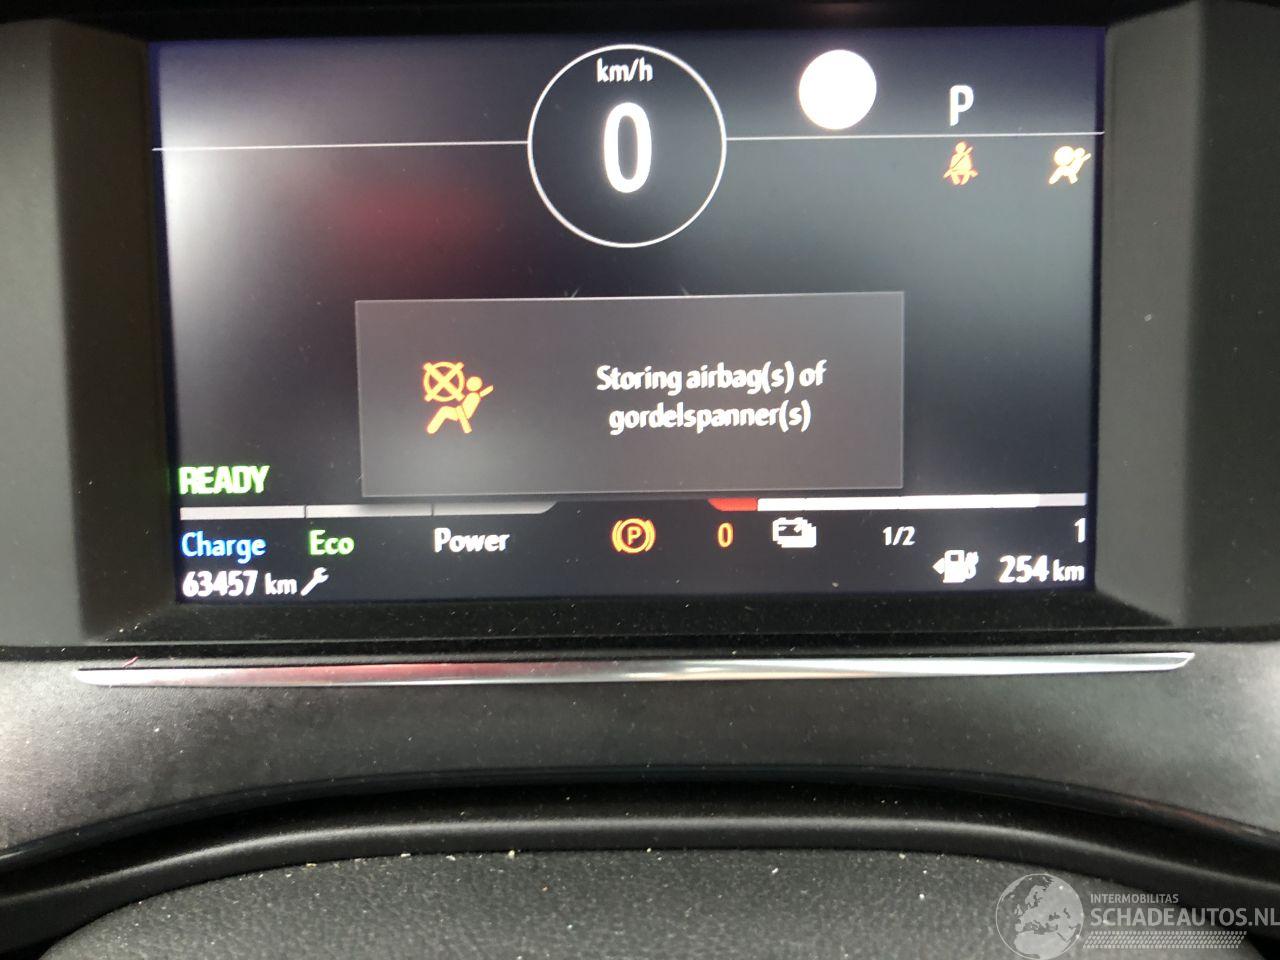 km/h
0
P
Storing airbag(s) of
gordelspanner(s)
READY
Charge Eco Power
P 0 1/2 1
63457 km 254 km
INTERMOBILITAS
SCHADEAUTOS.NL